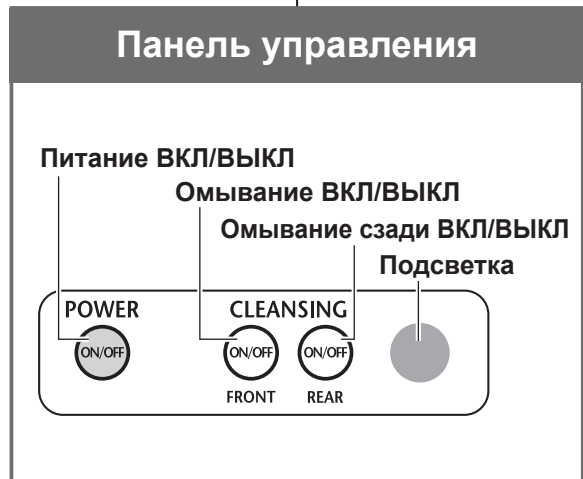 Панель управления
Питание ВКЛ/ВЫКЛ
Омывание ВКЛ/ВЫКЛ
Омывание сзади ВКЛ/ВЫКЛ
Подсветка
POWER CLEANSING
ON/OFF ON/OFF ON/OFF
FRONT REAR